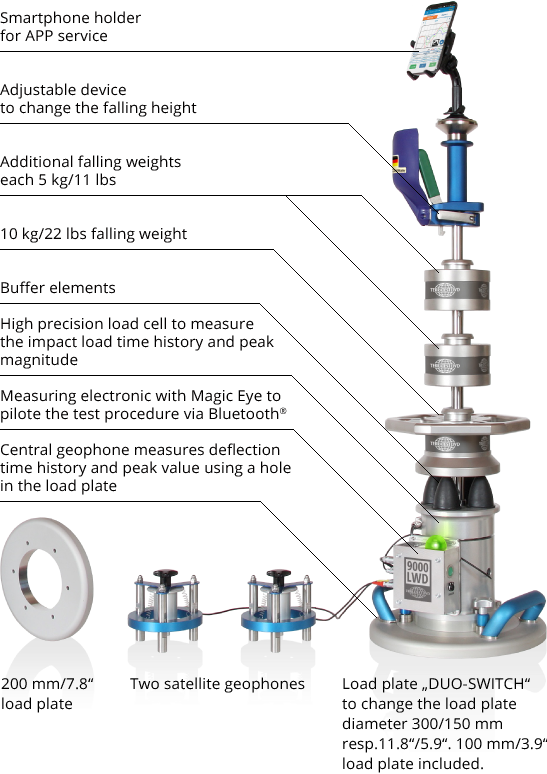 Smartphone holder
for APP service
Adjustable device
to change the falling height
Additional falling weights
each 5 kg/11 lbs
10 kg/22 lbs falling weight
Buffer elements
High precision load cell to measure
the impact load time history and peak
magnitude
Measuring electronic with Magic Eye to
pilote the test procedure via Bluetooth®
Central geophone measures deflection
time history and peak value using a hole
in the load plate
9000
LWD
200 mm/7.8“
load plate
Two satellite geophones
Load plate „DUO-SWITCH“
to change the load plate
diameter 300/150 mm
resp.11.8“/5.9“. 100 mm/3.9“
load plate included.